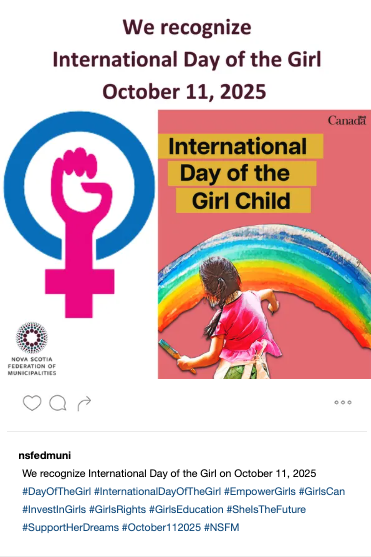 We recognize
International Day of the Girl
October 11, 2025
Canada
International
Day of the
Girl Child
NOVA SCOTIA
FEDERATION OF
MUNICIPALITIES
nsfedmuni
We recognize International Day of the Girl on October 11, 2025
#DayOfTheGirl #InternationalDayOfTheGirl #EmpowerGirls #GirlsCan
#InvestInGirls #GirlsRights #GirlsEducation #SheIsTheFuture
#SupportHerDreams #October112025 #NSFM